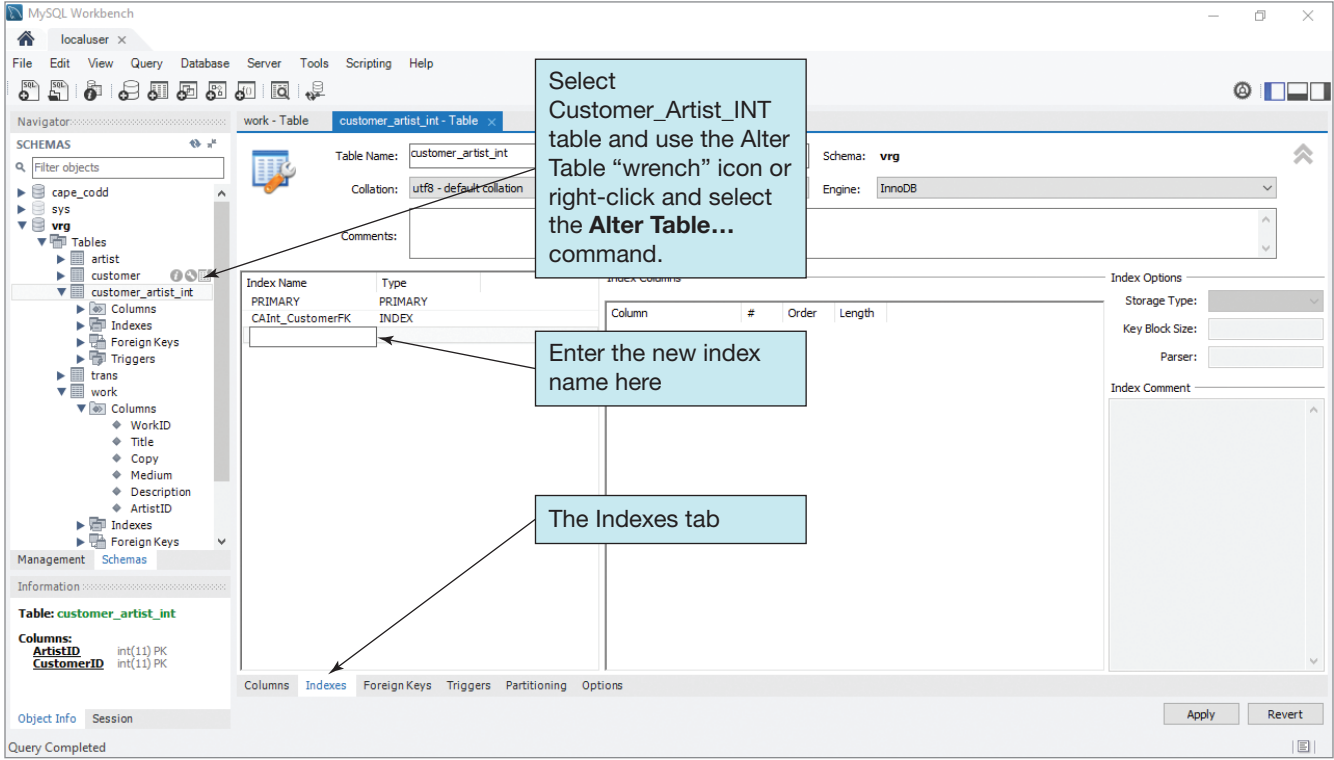 MySQL Workbench
localuser
File Edit View Query Database Server Tools Scripting Help
Navigator
SCHEMAS
Filter objects
cape_codd
sys
vrg
Tables
artist
customer
customer_artist_int
Columns
Indexes
Foreign Keys
Triggers
trans
work
Columns
WorkID
Title
Copy
Medium
Description
ArtistID
Indexes
Foreign Keys
Management Schemas
Information
Table: customer_artist_int
Columns:
ArtistID int(11) PK
CustomerID int(11) PK
Object Info Session
Query Completed
work - Table customer_artist_int - Table
Table Name: customer_artist_int Schema: vrg
Collation: utf8 - default collation Engine: InnoDB
Comments:
Select
Customer_Artist_INT
table and use the Alter
Table “wrench” icon or
right-click and select
the Alter Table...
command.
Index Name Type
PRIMARY PRIMARY
CAInt_CustomerFK INDEX
Index Columns
Column # Order Length
Enter the new index
name here
The Indexes tab
Index Options
Storage Type:
Key Block Size:
Parser:
Index Comment
Columns Indexes Foreign Keys Triggers Partitioning Options
Apply Revert